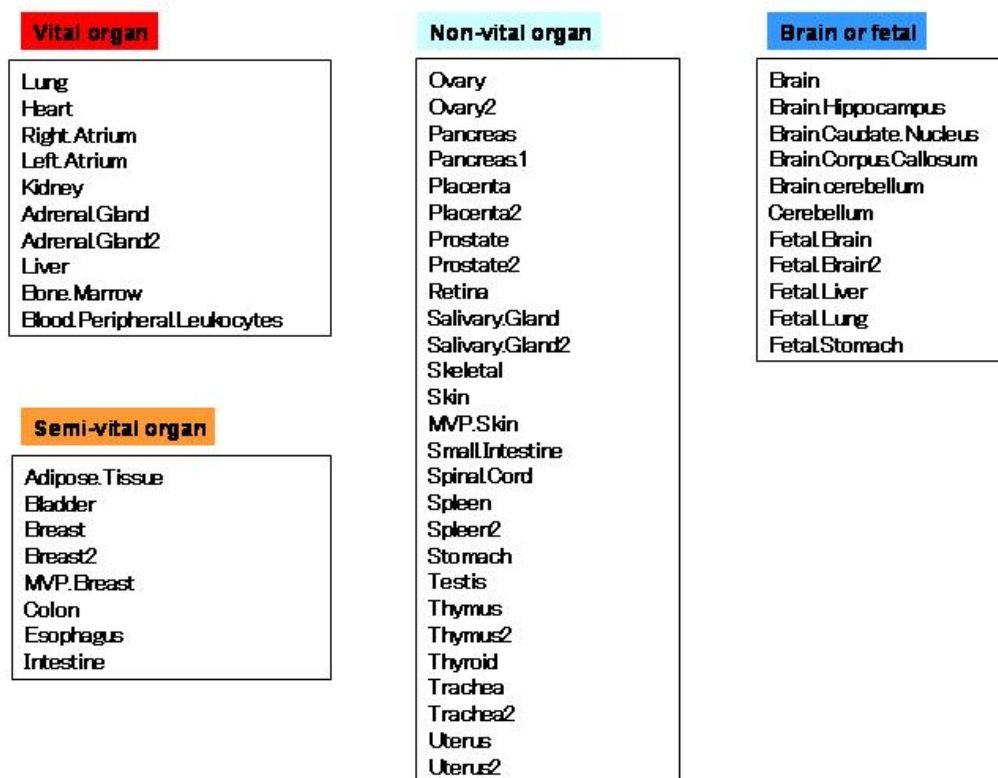 Vital organ
Lung
Heart
Right.Atrium
Left.Atrium
Kidney
Adrenal.Gland
Adrenal.Gland2
Liver
Bone.Marrow
Blood.Peripheral.Leukocytes
Semi-vital organ
Adipose.Tissue
Bladder
Breast
Breast2
MVP.Breast
Colon
Esophagus
Intestine
Non-vital organ
Ovary
Ovary2
Pancreas
Pancreas.1
Placenta
Placenta2
Prostate
Prostate2
Retina
Salivary.Gland
Salivary.Gland2
Skeletal
Skin
MVP.Skin
Small.Intestine
Spinal.Cord
Spleen
Spleen2
Stomach
Testis
Thymus
Thymus2
Thyroid
Trachea
Trachea2
Uterus
Uterus2
Brain or fetal
Brain
Brain.Hippocampus
Brain.Caudate.Nucleus
Brain.Corpus.Callosum
Brain.cerebellum
Cerebellum
Fetal.Brain
Fetal.Brain2
Fetal.Liver
Fetal.Lung
Fetal.Stomach